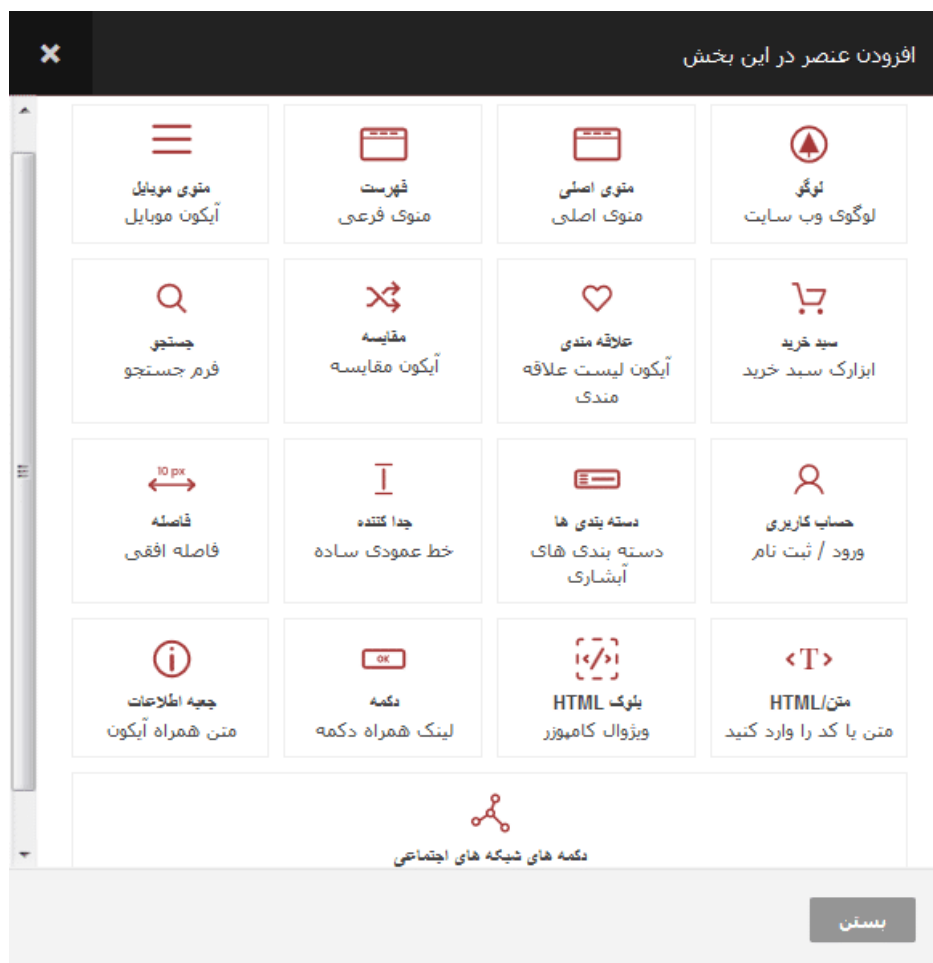 افزودن عنصر در این بخش
لوگو
لوگوی وب سایت
منوی اصلی
منوی اصلی
فهرست
منوی فرعی
منوی موبایل
آیکون موبایل
سبد خرید
ابزارک سبد خرید
علاقه مندی
آیکون لیست علاقه
مندی
مقایسه
آیکون مقایسه
جستجو
فرم جستجو
حساب کاربری
ورود / ثبت نام
دسته بندی ها
دسته بندی های
آبشاری
جدا کننده
خط عمودی ساده
10 px
فاصله
فاصله افقی
<T>
متن/HTML
متن یا کد را وارد کنید
</>
بلوک HTML
ویژوال کامپوزر
OK
دکمه
لینک همراه دکمه
جعبه اطلاعات
متن همراه آیکون
دکمه های شبکه های اجتماعی
بستن